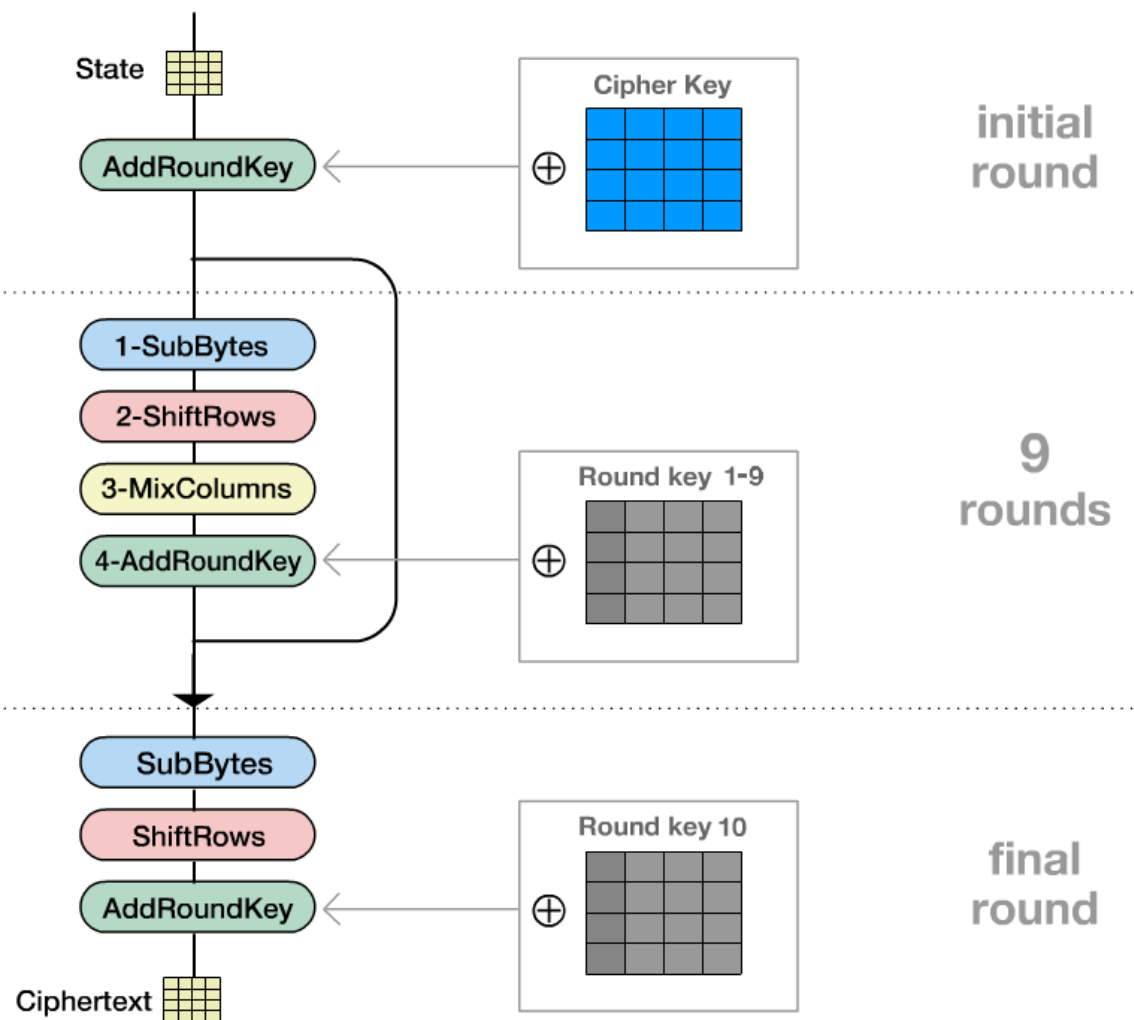 State
Cipher Key
initial
round
AddRoundKey
1-SubBytes
2-ShiftRows
3-MixColumns
4-AddRoundKey
Round key 1-9
9
rounds
SubBytes
ShiftRows
AddRoundKey
Round key 10
final
round
Ciphertext